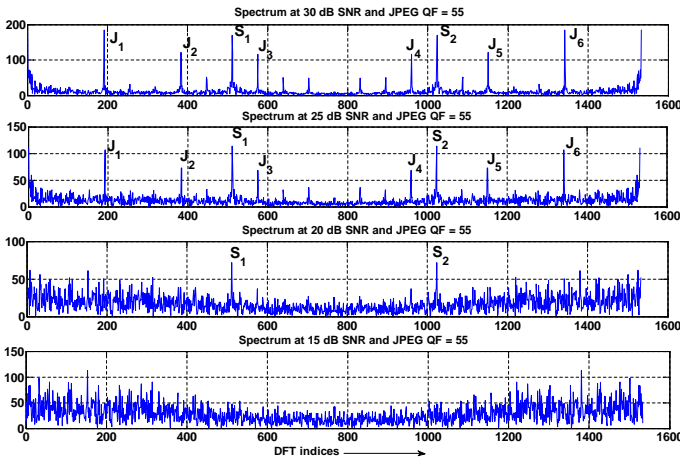 Spectrum at 30 dB SNR and JPEG QF = 55
200
150
100
50
0
J1 J2 S1 J3 J4 S2 J5 J6
0 200 400 600 800 1000 1200 1400 1600
Spectrum at 25 dB SNR and JPEG QF = 55
150
100
50
0
J1 J2 S1 J3 J4 S2 J5 J6
0 200 400 600 800 1000 1200 1400 1600
Spectrum at 20 dB SNR and JPEG QF = 55
100
50
0
S1 S2
0 200 400 600 800 1000 1200 1400 1600
Spectrum at 15 dB SNR and JPEG QF = 55
150
100
50
0
0 200 400 600 800 1000 1200 1400 1600
DFT indices